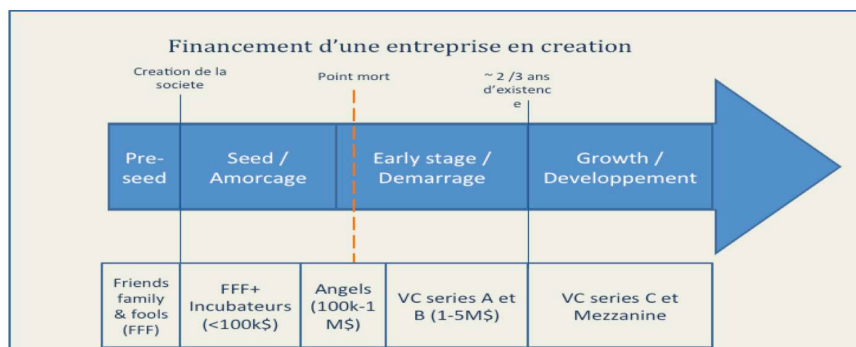 Financement d'une entreprise en creation
Creation de la
societe
Point mort
~ 2 /3 ans
d'existenc
e
Pre-
seed
Seed /
Amorcage
Early stage /
Demarrage
Growth /
Developpement
Friends
family
& fools
(FFF)
FFF+
Incubateurs
(<100k$)
Angels
(100k-1
M$)
VC series A et
B (1-5M$)
VC series C et
Mezzanine